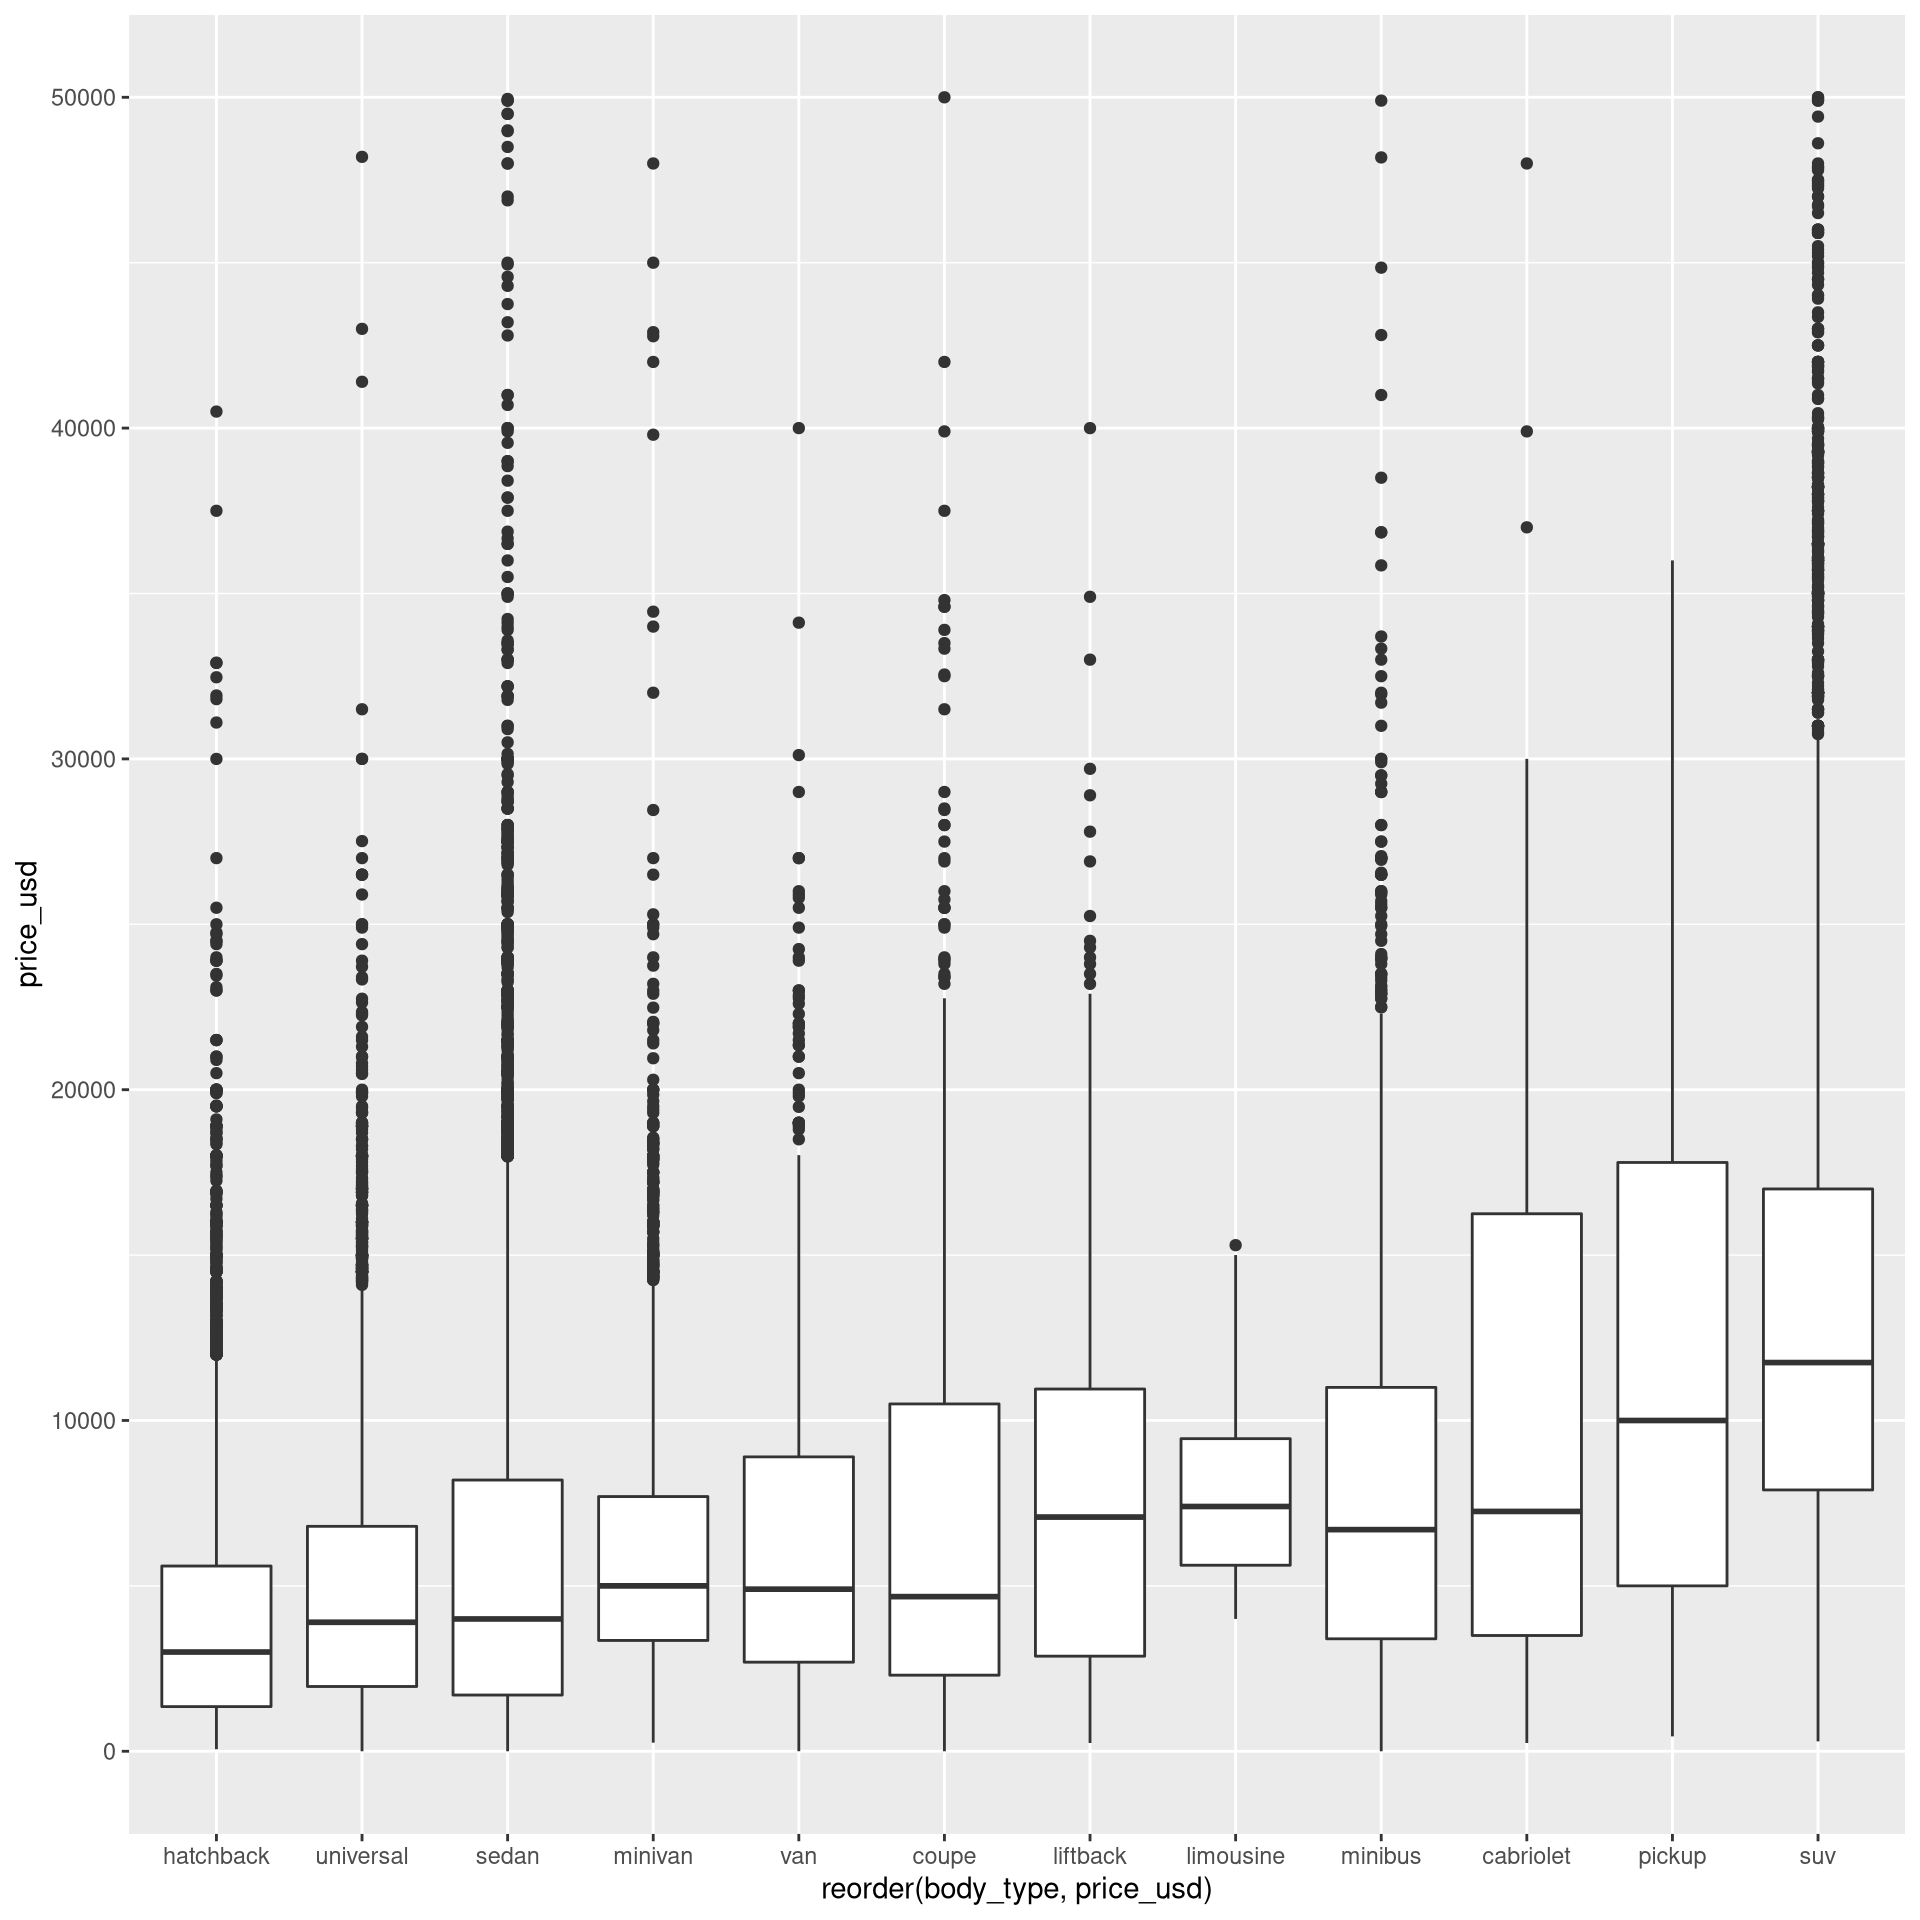 price_usd
50000
40000
30000
20000
10000
0
hatchback universal sedan minivan van coupe liftback limousine minibus cabriolet pickup suv
reorder(body_type, price_usd)